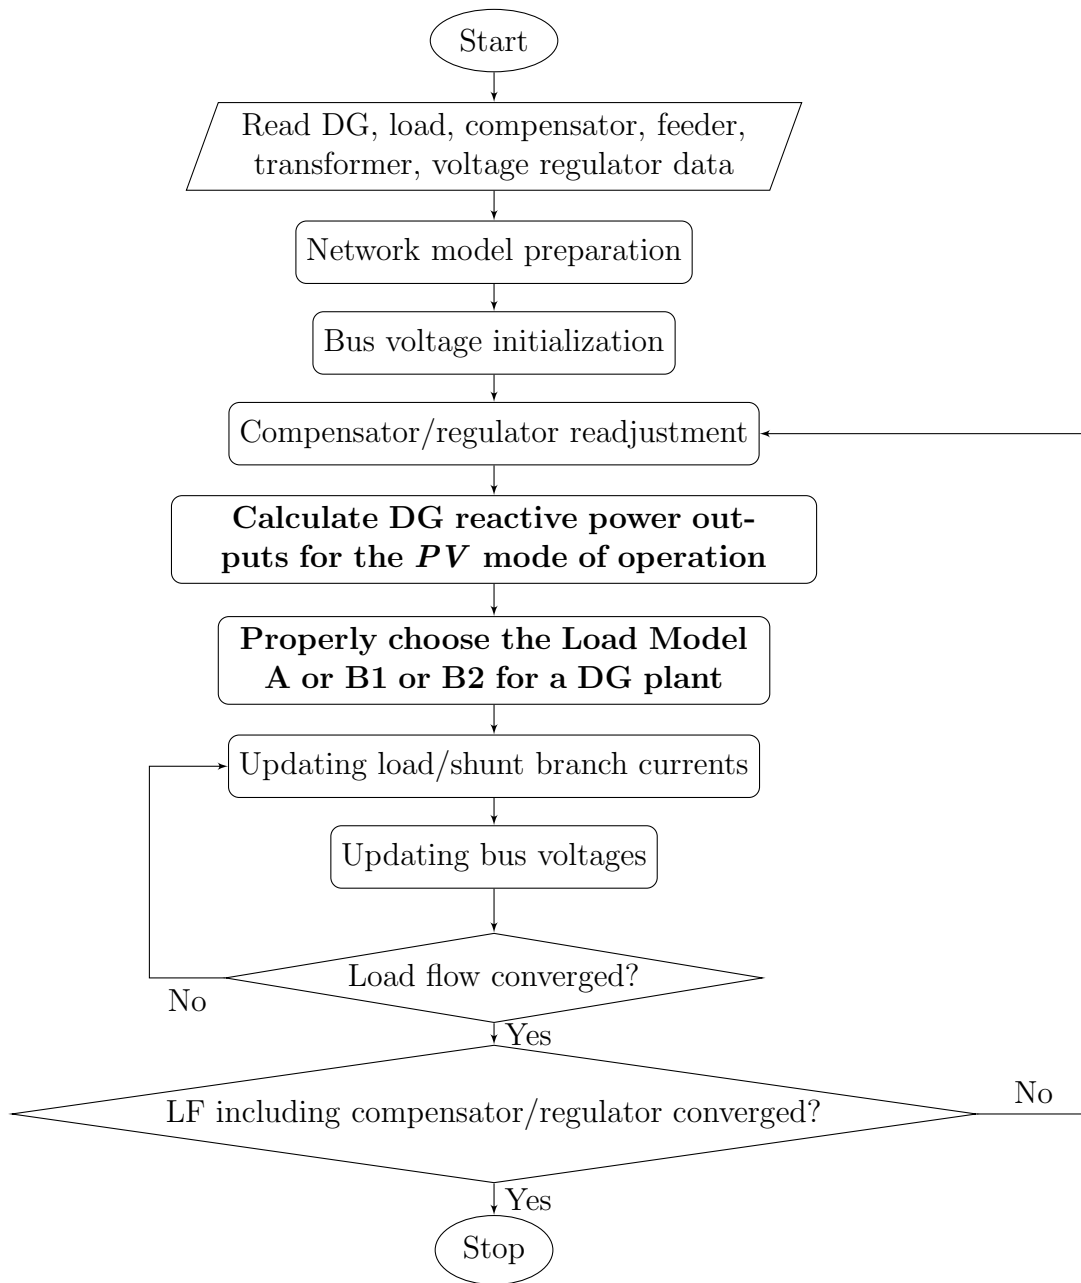 Start
Read DG, load, compensator, feeder,
transformer, voltage regulator data
Network model preparation
Bus voltage initialization
Compensator/regulator readjustment
Calculate DG reactive power out-
puts for the PV mode of operation
Properly choose the Load Model
A or B1 or B2 for a DG plant
Updating load/shunt branch currents
Updating bus voltages
Load flow converged?
No
Yes
LF including compensator/regulator converged?
No
Yes
Stop